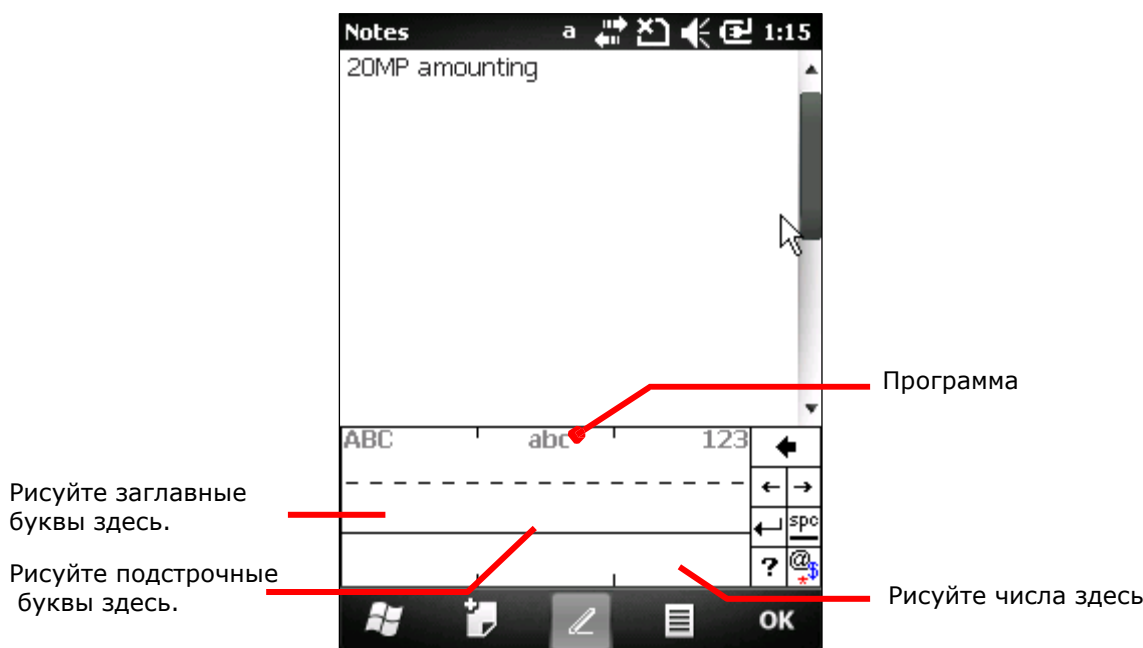 Notes a 1:15
20MP amounting
Программа
ABC abc 123
Рисуйте заглавные
буквы здесь.
spc
? @*$
Рисуйте подстрочные
буквы здесь.
Рисуйте числа здесь
OK